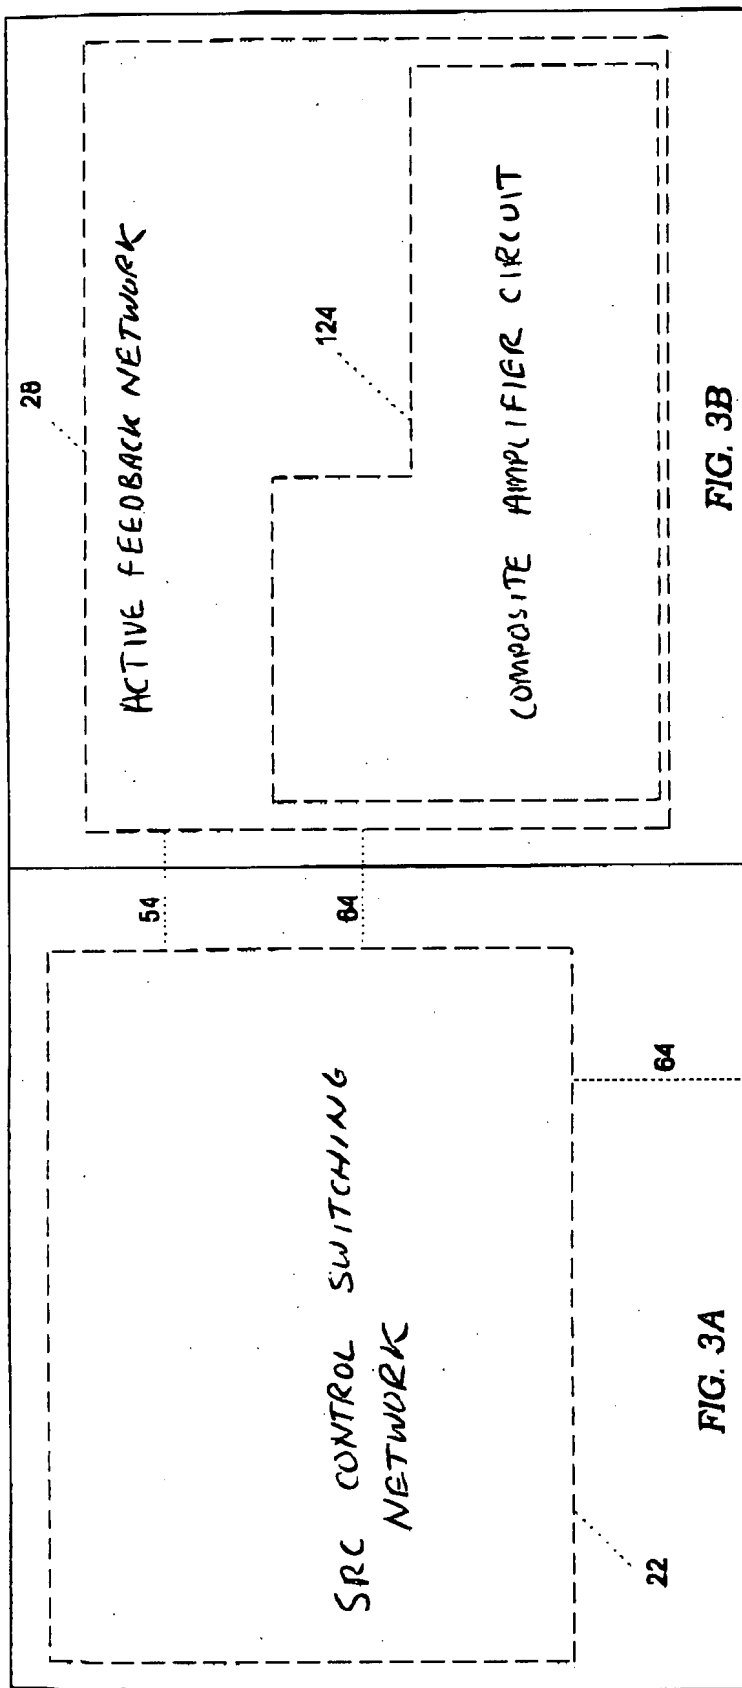 SRC CONTROL SWITCHING
NETWORK
22
64
FIG. 3A
54
64
28
ACTIVE FEEDBACK NETWORK
124
COMPOSITE AMPLIFIER CIRCUIT
FIG. 3B